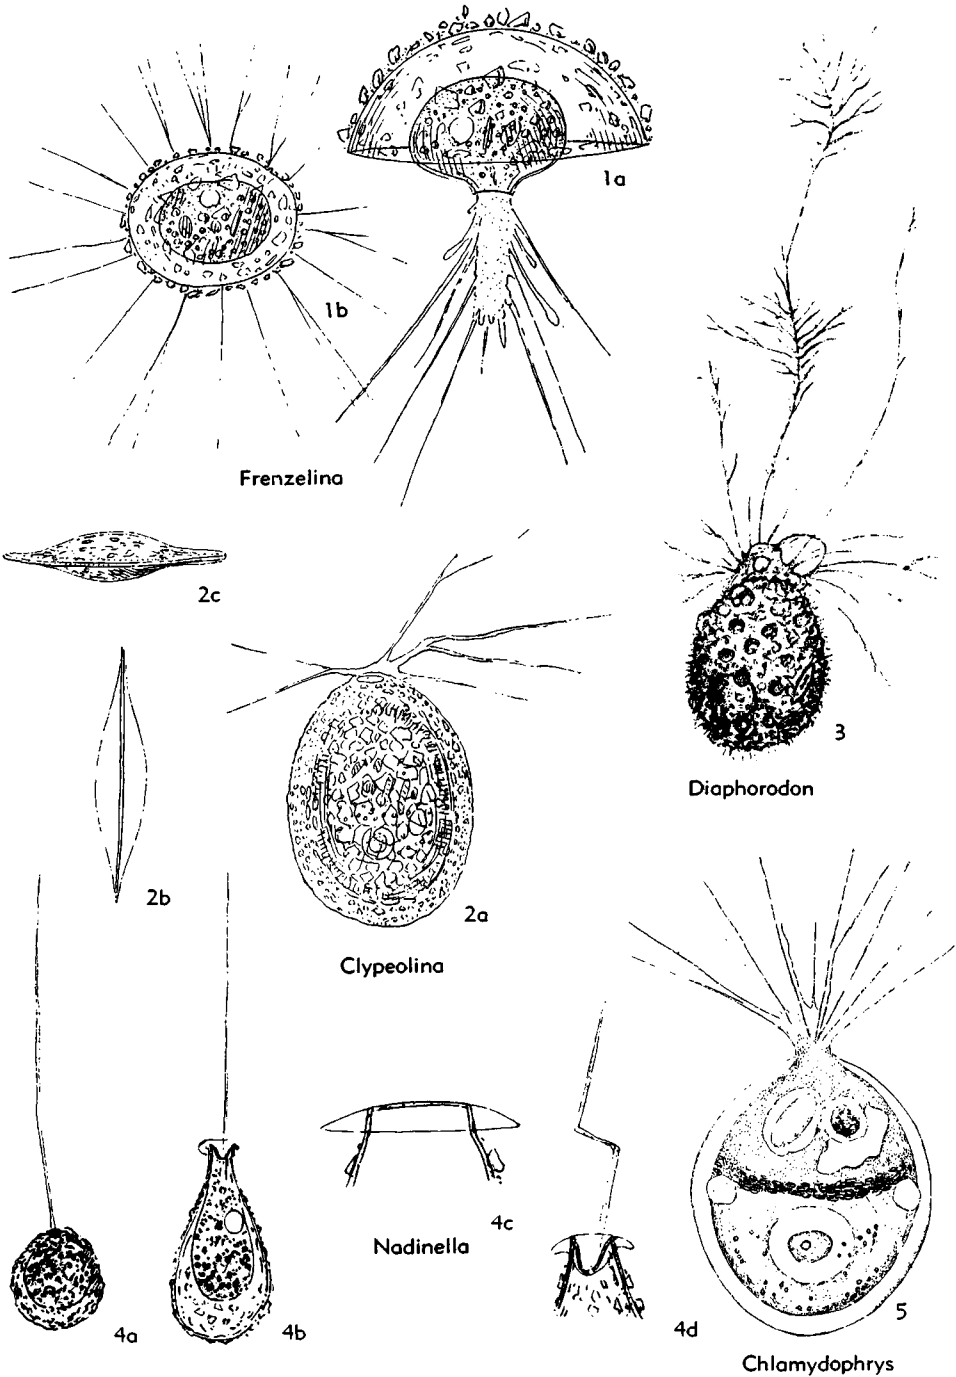 1a
1b
Frenzelina
2c
3
Diaphorodon
2b
2a
Clypeolina
4c
Nadinella
4a
4b
4d
5
Chlamydophrys